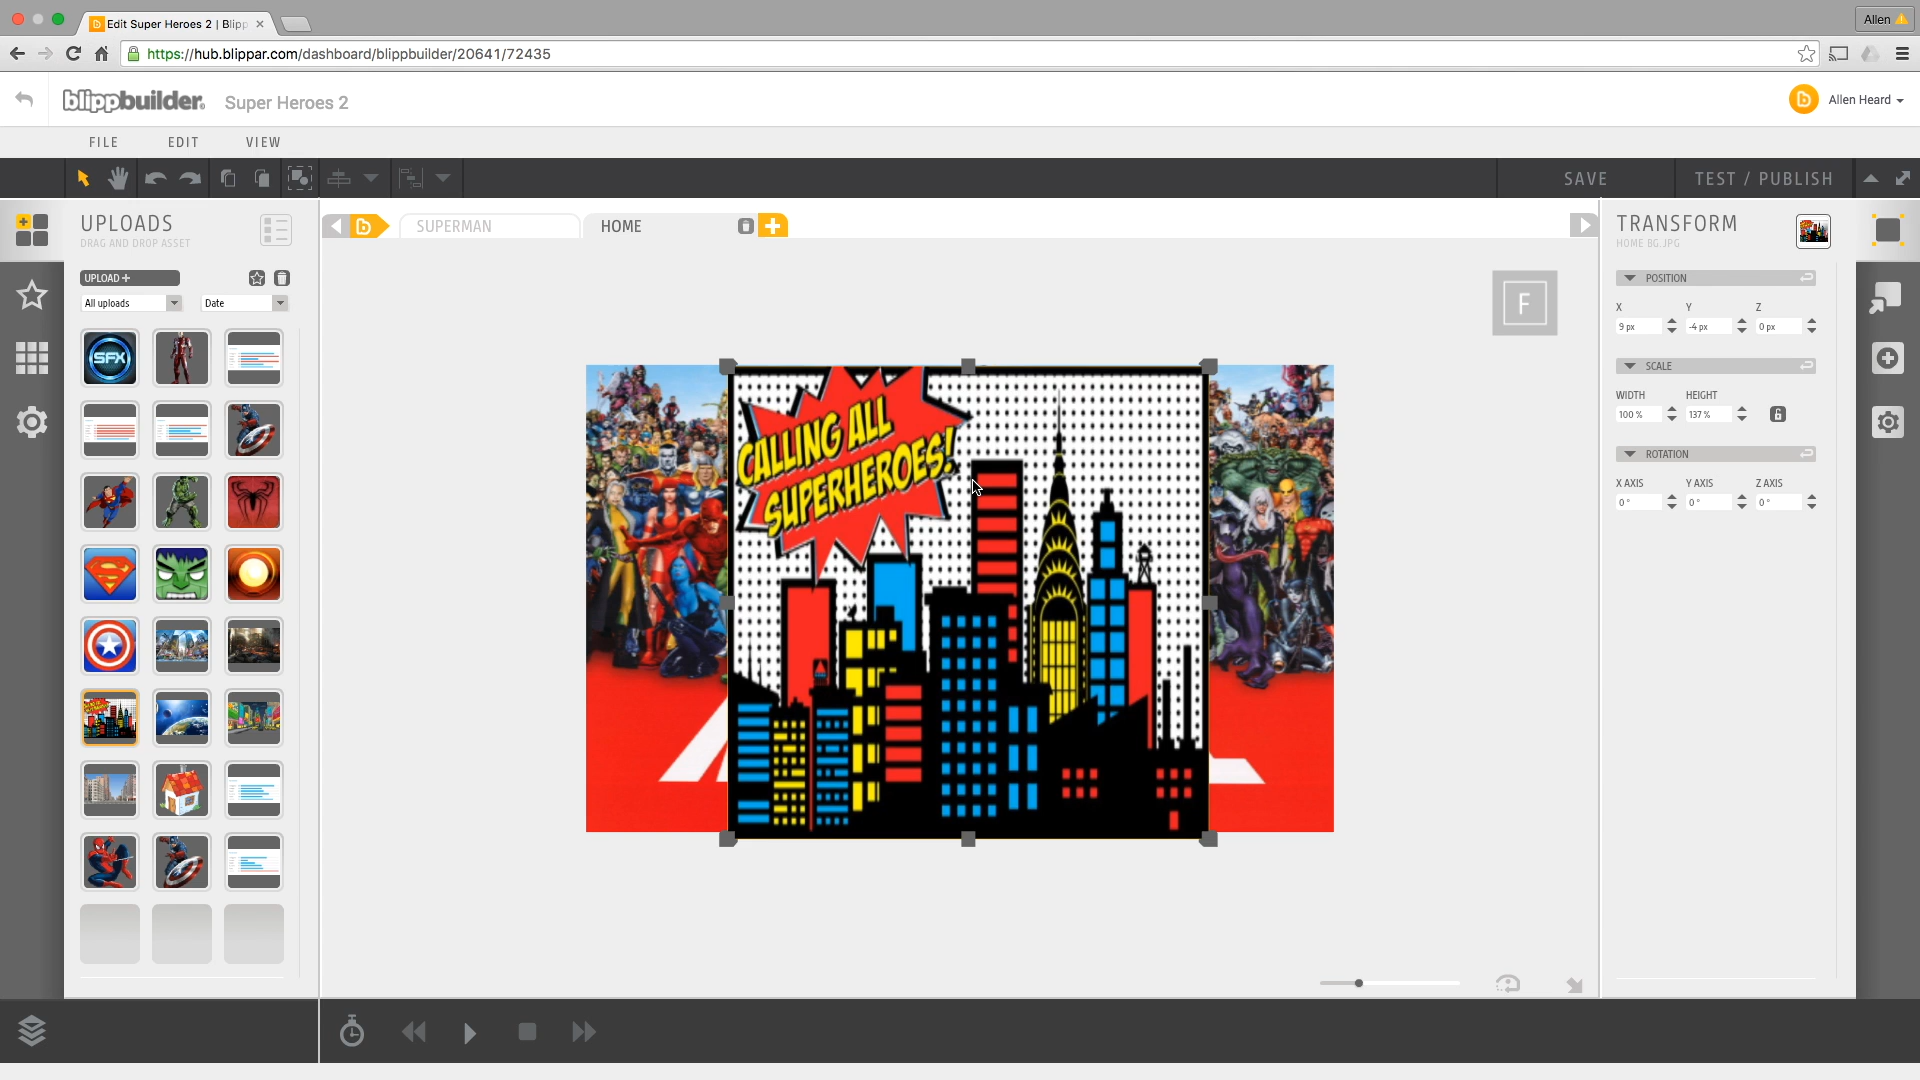 Edit Super Heroes 2 | Blipp
Allen
https://hub.blippar.com/dashboard/blippbuilder/20641/72435
blippbuilder. Super Heroes 2
Allen Heard
FILE EDIT VIEW
SAVE TEST / PUBLISH
UPLOADS
DRAG AND DROP ASSET
UPLOAD +
All uploads Date
SFX
SUPERMAN HOME
F
CALLING ALL
SUPERHEROES!
TRANSFORM
HOME BG.JPG
POSITION
X Y Z
9 px -4 px 0 px
SCALE
WIDTH HEIGHT
100 % 137 %
ROTATION
X AXIS Y AXIS Z AXIS
0 ° 0 ° 0 °